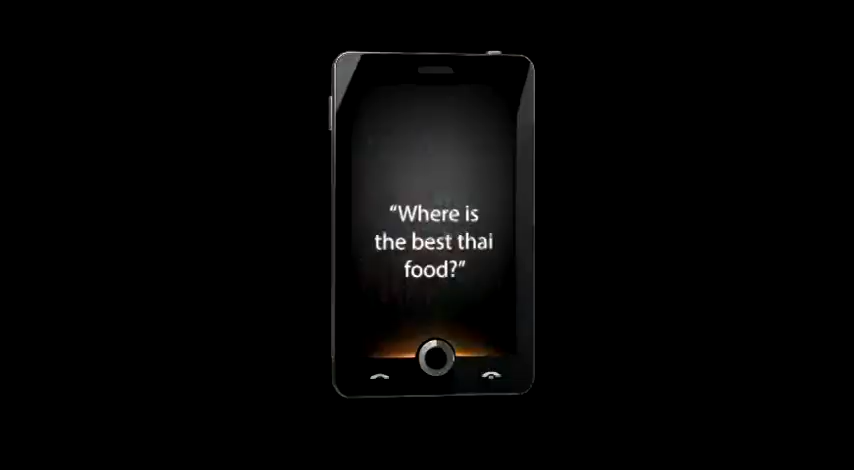 “Where is
the best thai
food?”